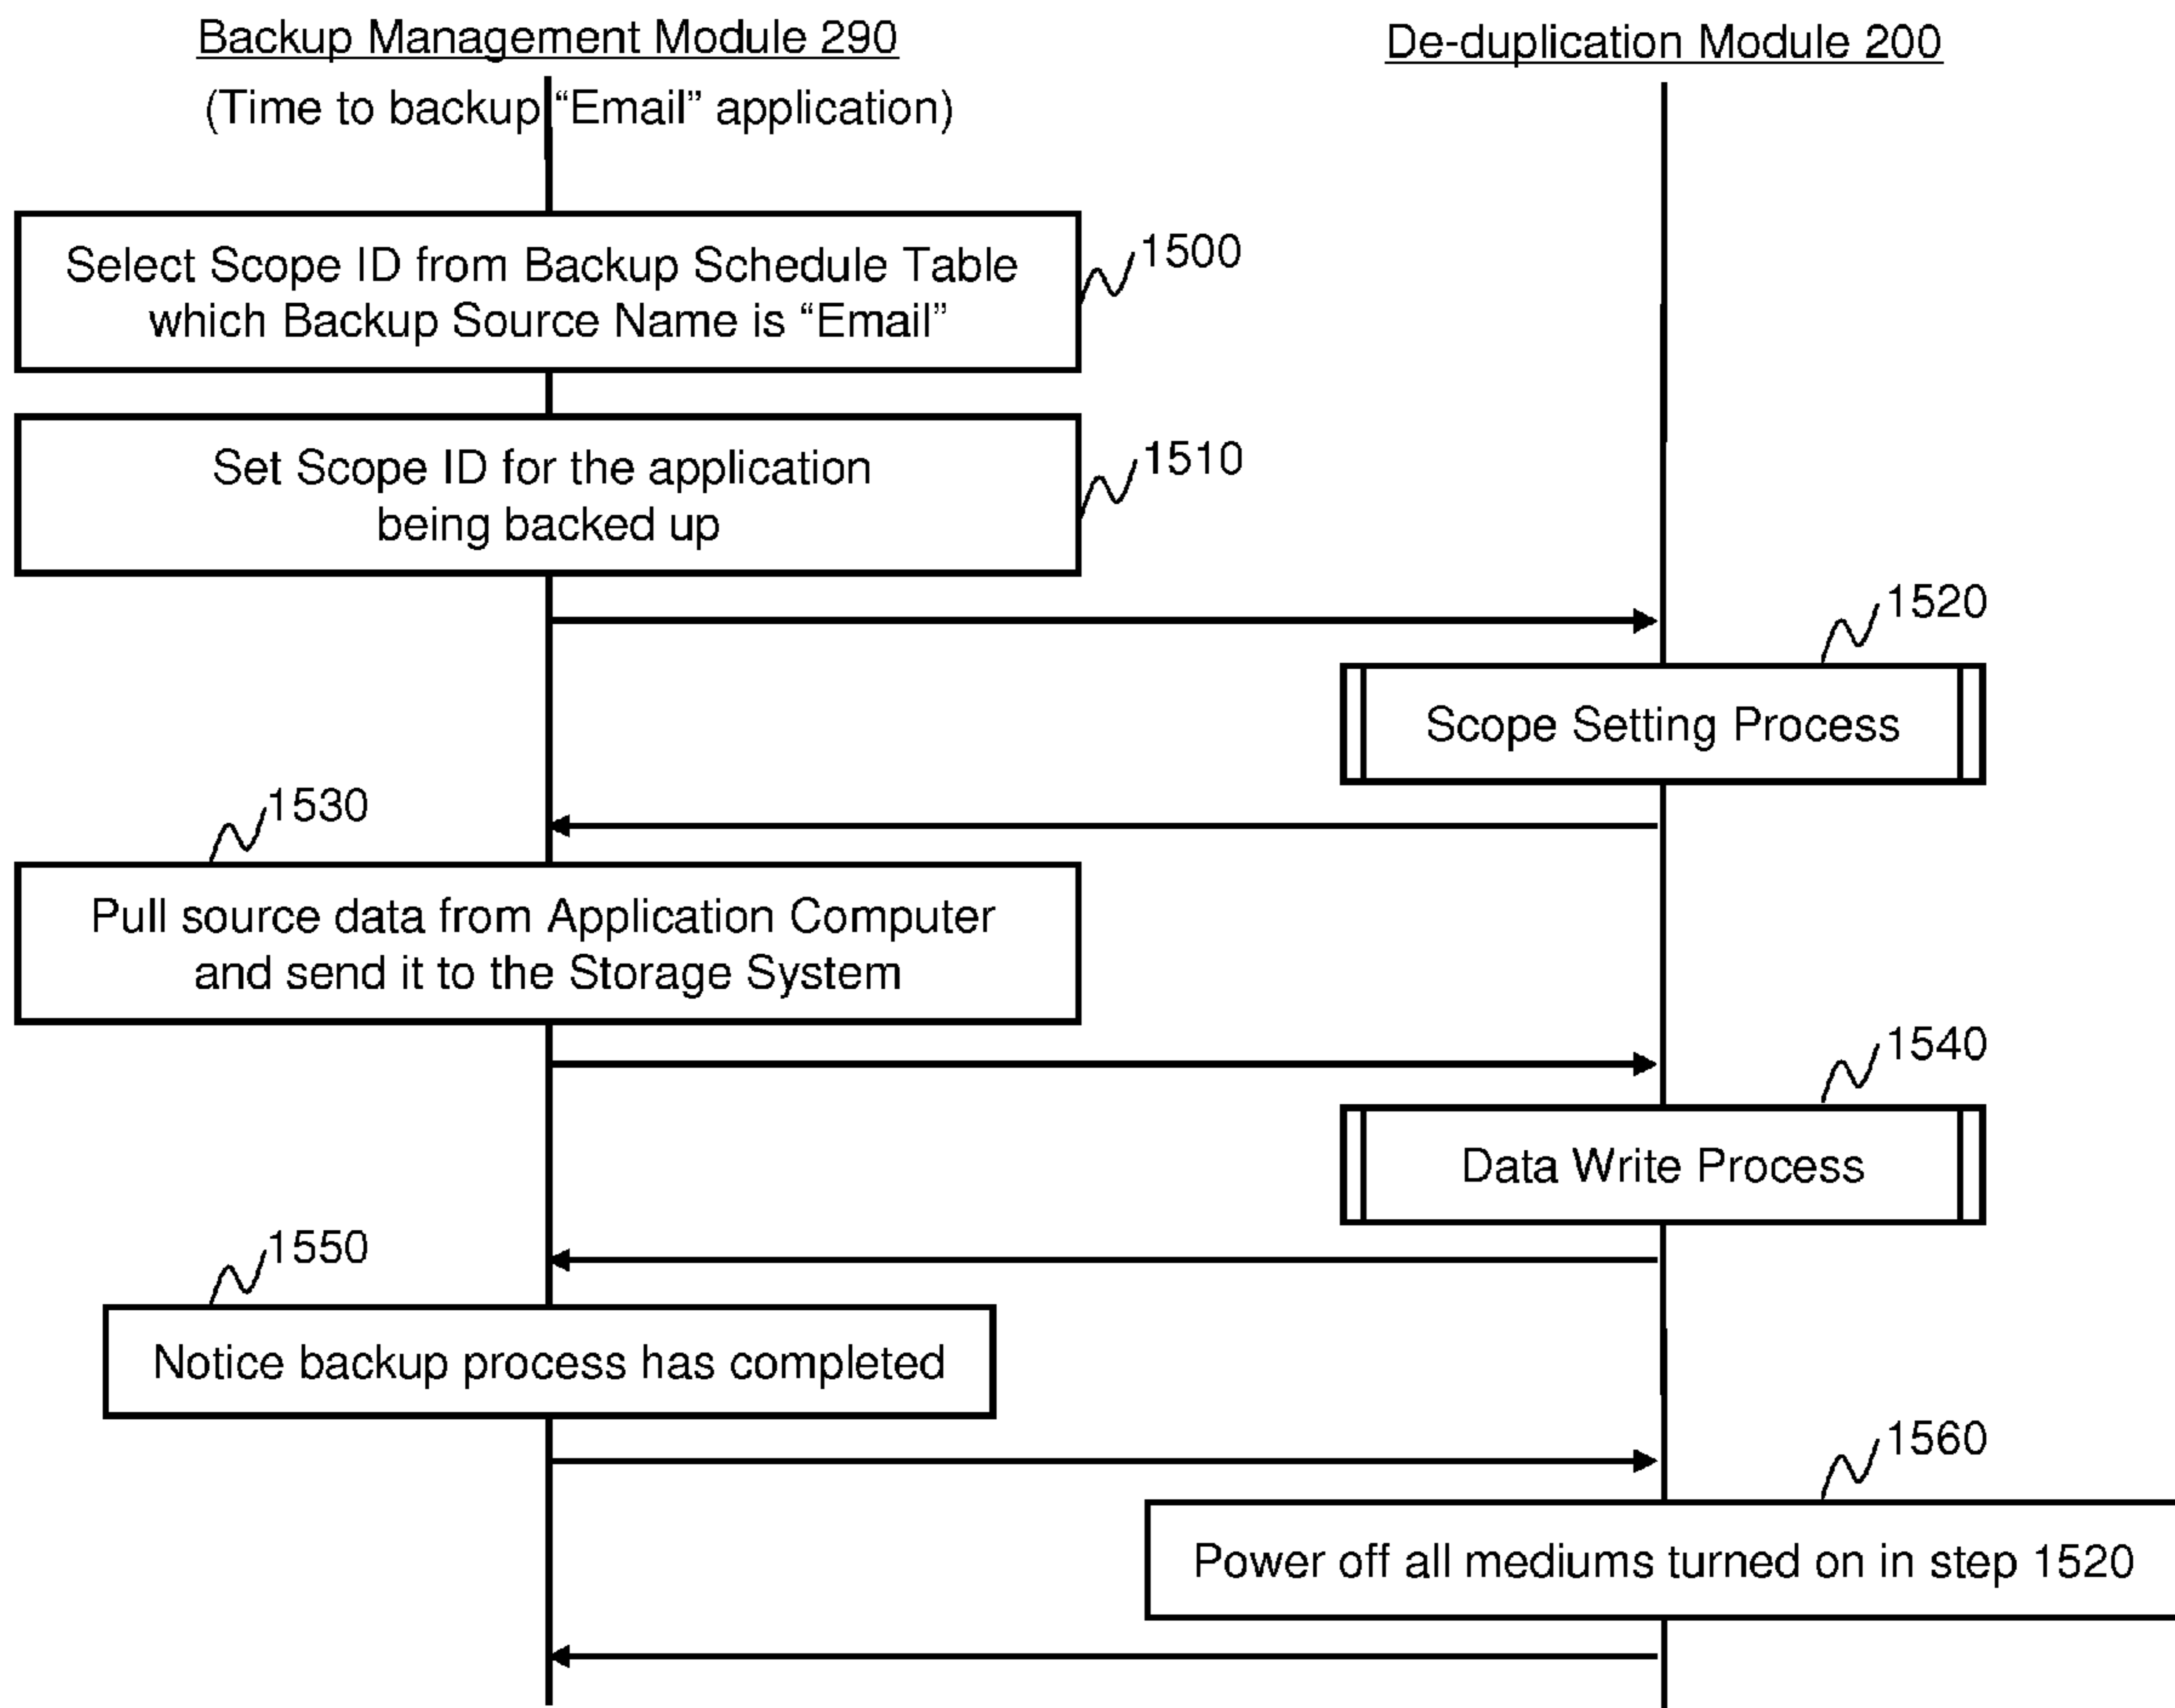 Backup Management Module 290
De-duplication Module 200
(Time to backup “Email” application)
Select Scope ID from Backup Schedule Table
which Backup Source Name is “Email”
1500
Set Scope ID for the application
being backed up
1510
1520
Scope Setting Process
1530
Pull source data from Application Computer
and send it to the Storage System
1540
Data Write Process
1550
Notice backup process has completed
1560
Power off all mediums turned on in step 1520